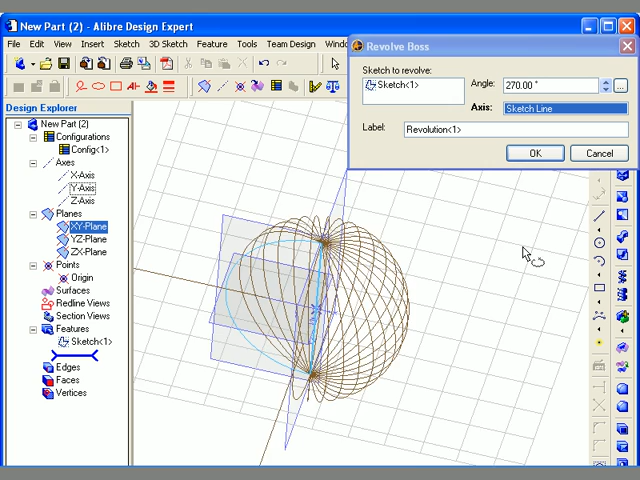 New Part (2) - Alibre Design Expert
File Edit View Insert Sketch 3D Sketch Feature Tools Team Design
Revolve Boss
Sketch to revolve:
Sketch<1>
Angle: 270.00 °
...
Axis: Sketch Line
Label: Revolution<1>
OK Cancel
Design Explorer
New Part (2)
Configurations
Config<1>
Axes
X-Axis
Y-Axis
Z-Axis
Planes
XY-Plane
YZ-Plane
ZX-Plane
Points
Origin
Surfaces
Redline Views
Section Views
Features
Sketch<1>
Edges
Faces
Vertices